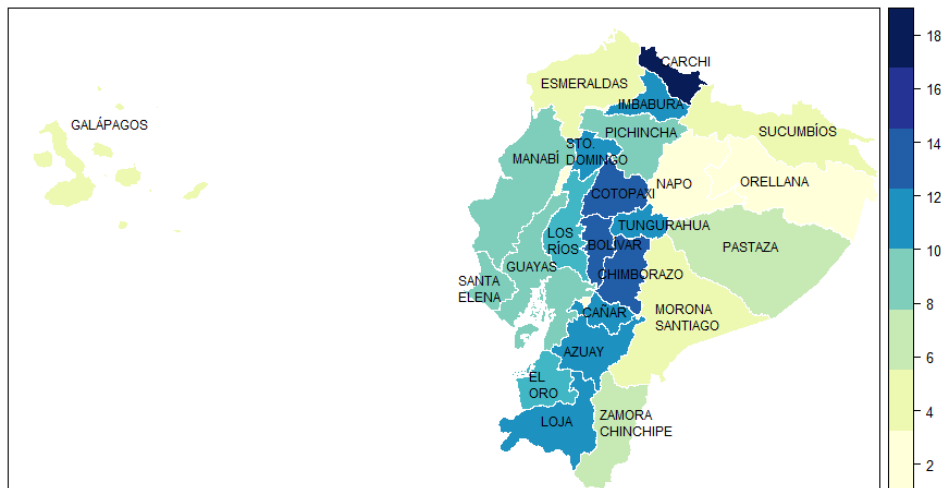 CARCHI
ESMERALDAS
IMBABURA
GALÁPAGOS
PICHINCHA
SUCUMBÍOS
STO.
DOMINGO
MANABÍ
COTOPAXI
NAPO
ORELLANA
TUNGURAHUA
LOS
RÍOS
BOLIVAR
PASTAZA
GUAYAS
CHIMBORAZO
SANTA
ELENA
CAÑAR
MORONA
SANTIAGO
AZUAY
EL
ORO
LOJA
ZAMORA
CHINCHIPE
18
16
14
12
10
8
6
4
2